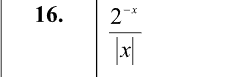 16. 2^{-x} / |x|